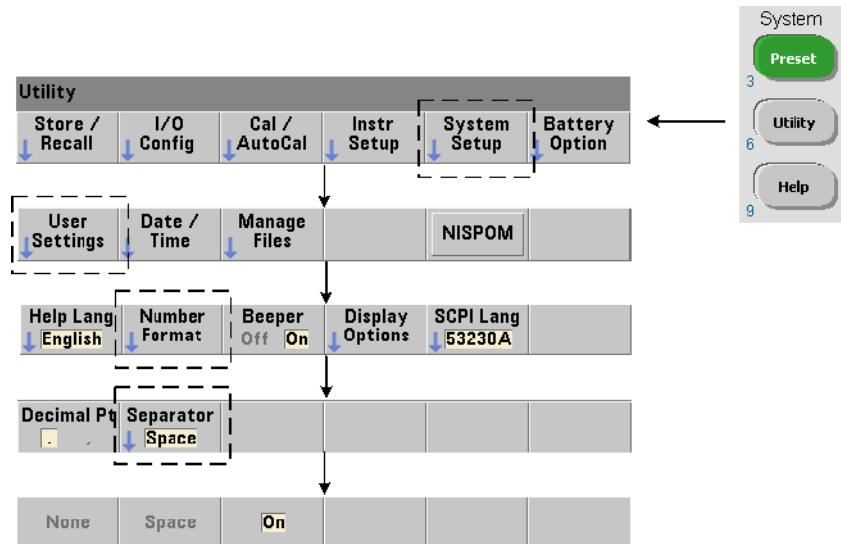 System
Preset
3
Utility
6
Help
9
Utility
Store / Recall
I/O Config
Cal / AutoCal
Instr Setup
System Setup
Battery Option
User Settings
Date / Time
Manage Files
NISPOM
Help Lang
English
Number Format
Beeper
Off On
Display Options
SCPI Lang
53230A
Decimal Pt
. ,
Separator
Space
None
Space
On